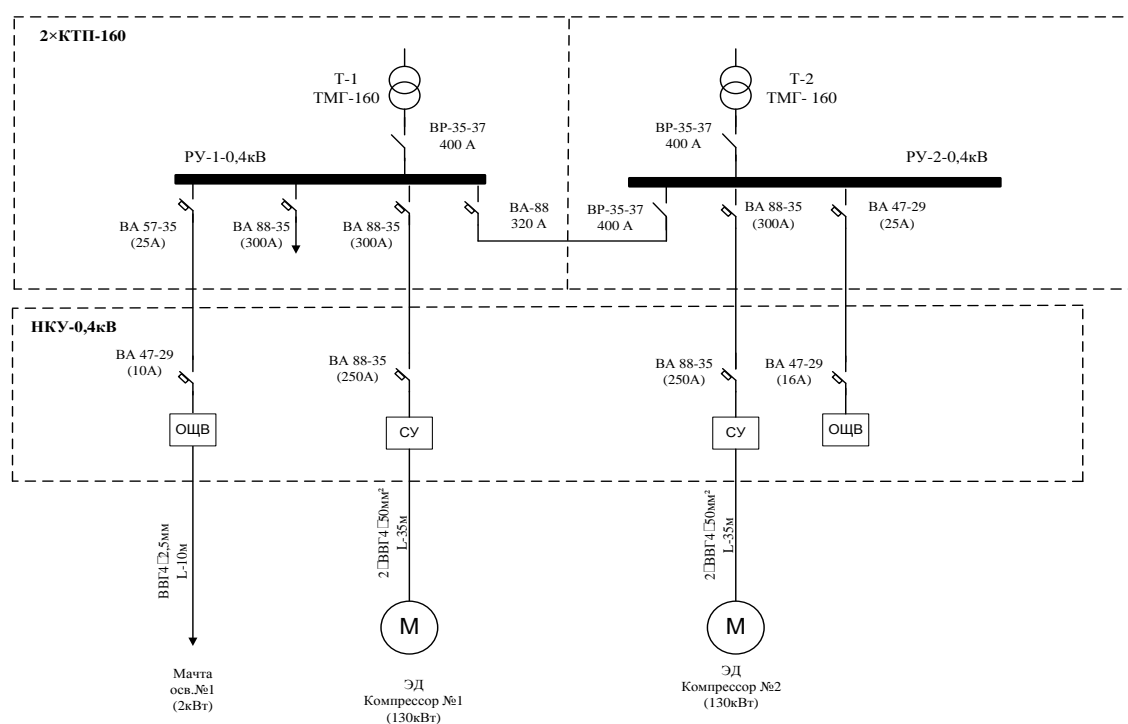 2×КТП-160
Т-1
ТМГ-160
Т-2
ТМГ- 160
ВР-35-37
400 А
ВР-35-37
400 А
РУ-1-0,4кВ
РУ-2-0,4кВ
ВА 57-35
(25А)
ВА 88-35
(300А)
ВА 88-35
(300А)
ВА-88
320 А
ВР-35-37
400 А
ВА 88-35
(300А)
ВА 47-29
(25А)
НКУ-0,4кВ
ВА 47-29
(10А)
ВА 88-35
(250А)
ВА 88-35
(250А)
ВА 47-29
(16А)
ОЩВ
СУ
СУ
ОЩВ
ВВГ4□2,5мм
L-10м
2□ВВГ4□50мм²
L-35м
2□ВВГ4□50мм²
L-35м
М
М
Мачта
осв.№1
(2кВт)
ЭД
Компрессор №1
(130кВт)
ЭД
Компрессор №2
(130кВт)